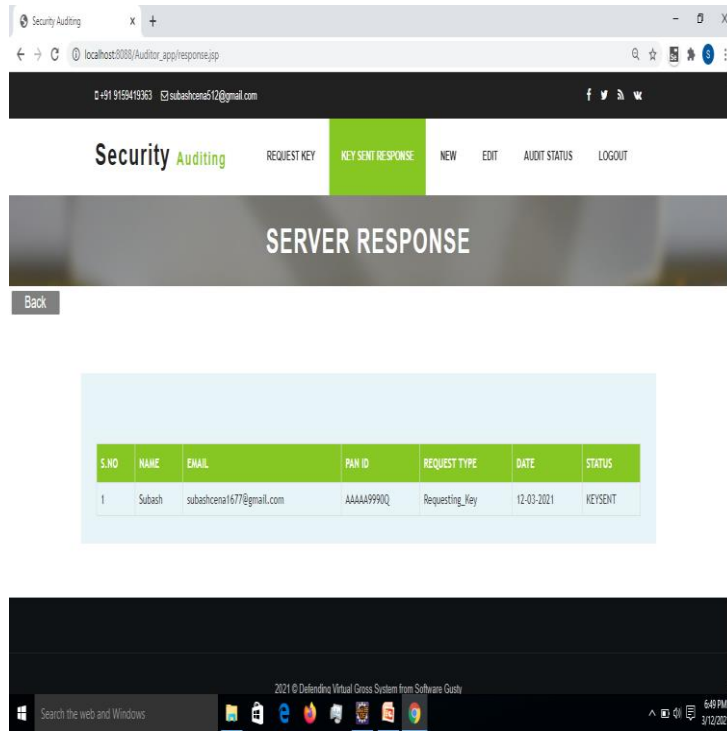 Security Auditing
localhost:8088/Auditor_app/response.jsp
+91 9159419363 subashcena512@gmail.com
Security Auditing REQUEST KEY KEY SENT RESPONSE NEW EDIT AUDIT STATUS LOGOUT
SERVER RESPONSE
Back
S.NO NAME EMAIL PAN ID REQUEST TYPE DATE STATUS
1 Subash subashcena1677@gmail.com AAAAA9990Q Requesting_Key 12-03-2021 KEYSENT
2021 © Defending Virtual Gross System from Software Gusty
Search the web and Windows
6:49 PM
3/12/202